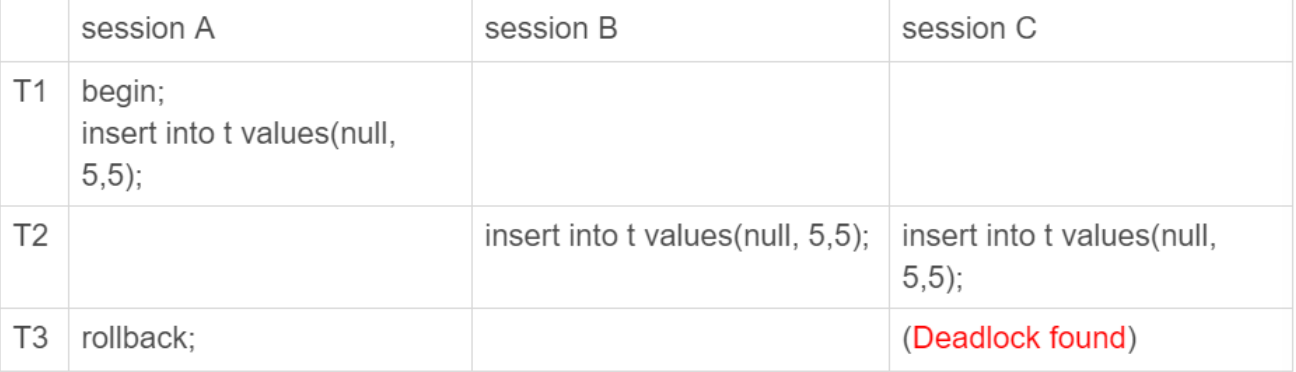 session A
session B
session C
T1
begin;
insert into t values(null,
5,5);
T2
insert into t values(null, 5,5);
insert into t values(null,
5,5);
T3
rollback;
(Deadlock found)